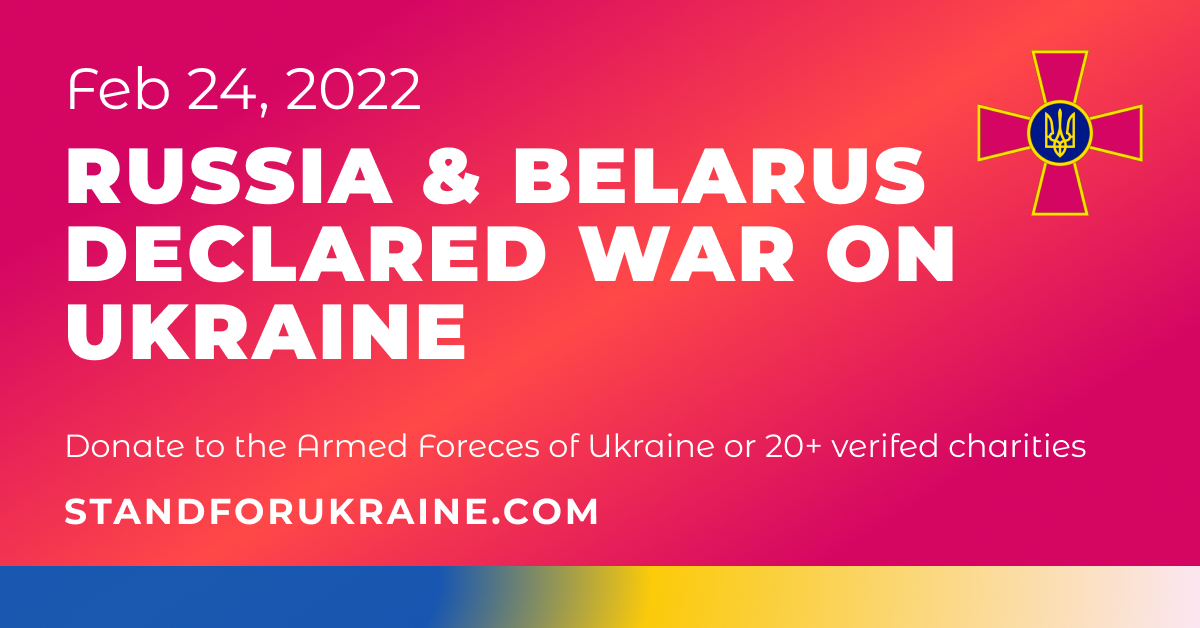 Feb 24, 2022
RUSSIA & BELARUS
DECLARED WAR ON
UKRAINE
Donate to the Armed Foreces of Ukraine or 20+ verifed charities
STANDFORUKRAINE.COM